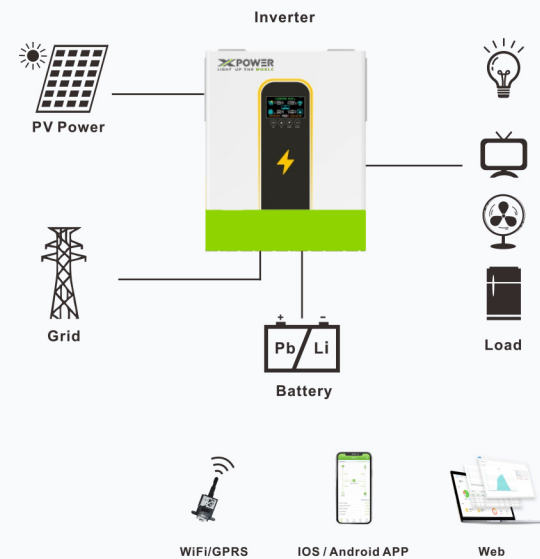 Inverter
XPOWER
LIGHT UP THE WORLD
PV Power
Grid
+ −
Pb/Li
Battery
Load
WiFi/GPRS
IOS / Android APP
Web